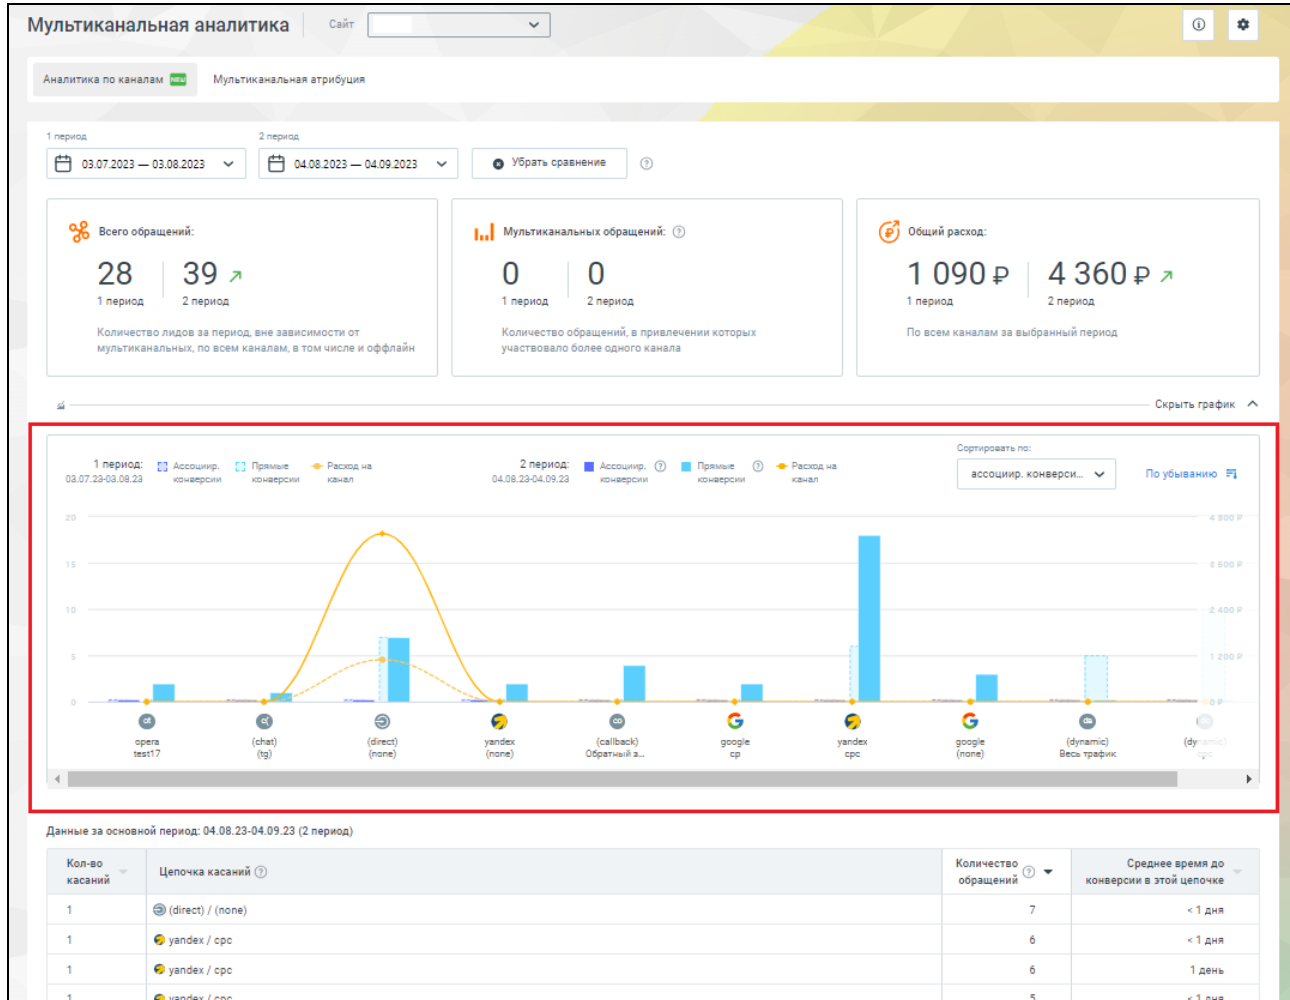 Мультиканальная аналитика
Сайт
Аналитика по каналам NEW
Мультиканальная атрибуция
1 период
2 период
03.07.2023 — 03.08.2023
04.08.2023 — 04.09.2023
Убрать сравнение
Всего обращений:
28
39
1 период
2 период
Количество лидов за период, вне зависимости от
мультиканальных, по всем каналам, в том числе и оффлайн
Мультиканальных обращений:
0
0
1 период
2 период
Количество обращений, в привлечении которых
участвовало более одного канала
Общий расход:
1 090 ₽
4 360 ₽
1 период
2 период
По всем каналам за выбранный период
Скрыть график
1 период:
03.07.23-03.08.23
Ассоциир.
конверсии
Прямые
конверсии
Расход на
канал
2 период:
04.08.23-04.09.23
Ассоциир.
конверсии
Прямые
конверсии
Расход на
канал
Сортировать по:
ассоциир. конверси...
По убыванию
20
15
10
5
0
4 800 ₽
3 600 ₽
2 400 ₽
1 200 ₽
0 ₽
opera
test17
(chat)
(tg)
(direct)
(none)
yandex
(none)
(callback)
Обратный з...
google
cp
yandex
cpc
google
(none)
(dynamic)
Весь трафик
(dynamic)
cpc
Данные за основной период: 04.08.23-04.09.23 (2 период)
Кол-во
касаний
Цепочка касаний
Количество
обращений
Среднее время до
конверсии в этой цепочке
1 (direct) / (none) 7 < 1 дня
1 yandex / cpc 6 < 1 дня
1 yandex / cpc 6 1 день
1 yandex / cpc 5 < 1 дня